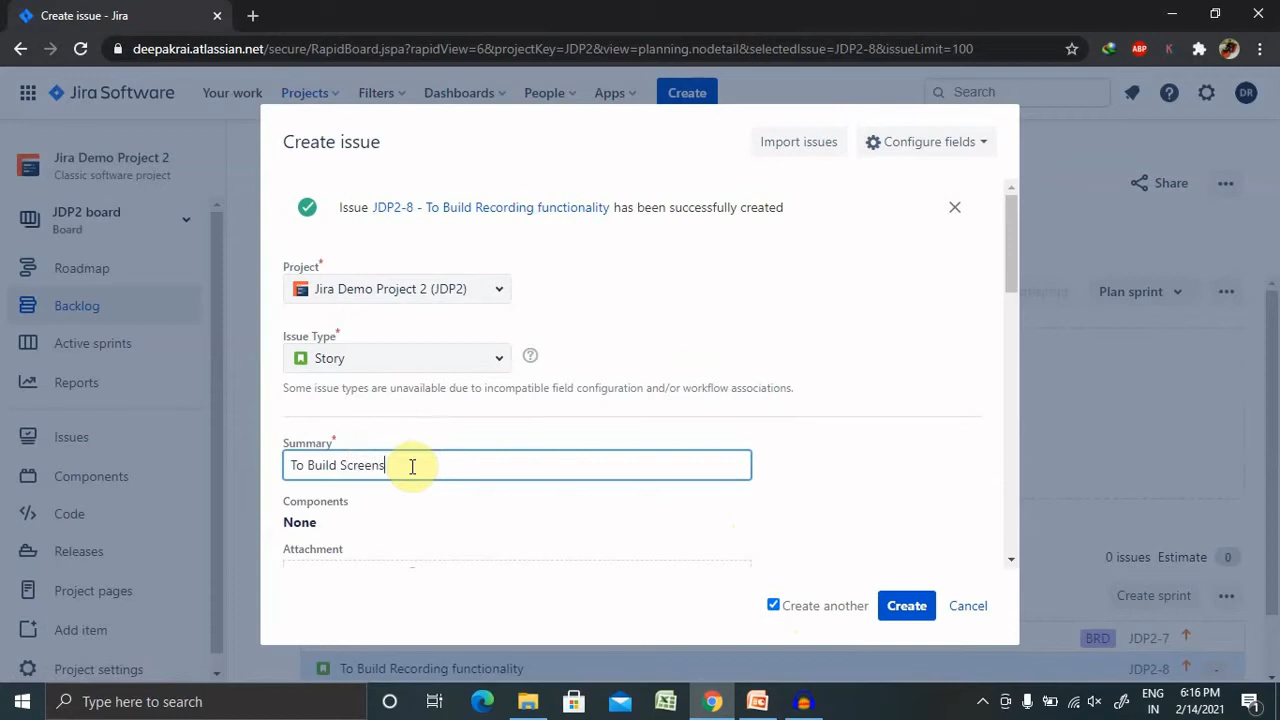 Create issue - Jira
deepakrai.atlassian.net/secure/RapidBoard.jspa?rapidView=6&projectKey=JDP2&view=planning.nodetail&selectedIssue=JDP2-8&issueLimit=100
ABP
K
Jira Software
Your work
Projects
Filters
Dashboards
People
Apps
Create
Search
DR
Jira Demo Project 2
Classic software project
JDP2 board
Board
Roadmap
Backlog
Active sprints
Reports
Issues
Components
Code
Releases
Project pages
Add item
Project settings
Create issue
Import issues
Configure fields
Issue JDP2-8 - To Build Recording functionality has been successfully created
Project*
Jira Demo Project 2 (JDP2)
Issue Type*
Story
Some issue types are unavailable due to incompatible field configuration and/or workflow associations.
Summary*
To Build Screens
Components
None
Attachment
Create another
Create
Cancel
Share
Plan sprint
0 issues Estimate 0
Create sprint
BRD JDP2-7
To Build Recording functionality
JDP2-8 -
Type here to search
ENG
IN
6:16 PM
2/14/2021
1